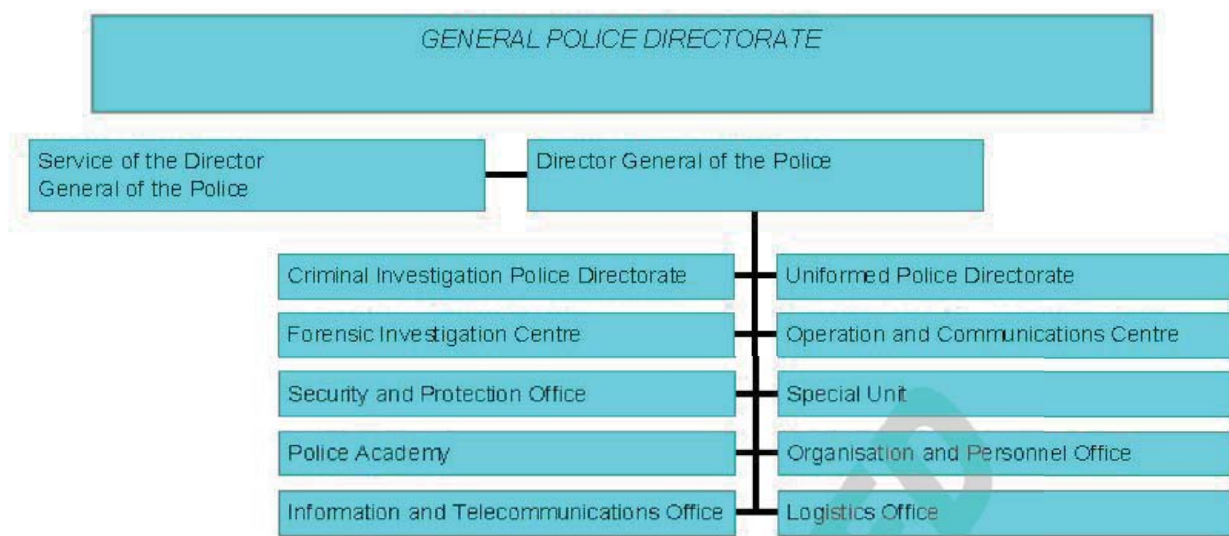 GENERAL POLICE DIRECTORATE
Service of the Director
General of the Police
Director General of the Police
Criminal Investigation Police Directorate
Uniformed Police Directorate
Forensic Investigation Centre
Operation and Communications Centre
Security and Protection Office
Special Unit
Police Academy
Organisation and Personnel Office
Information and Telecommunications Office
Logistics Office